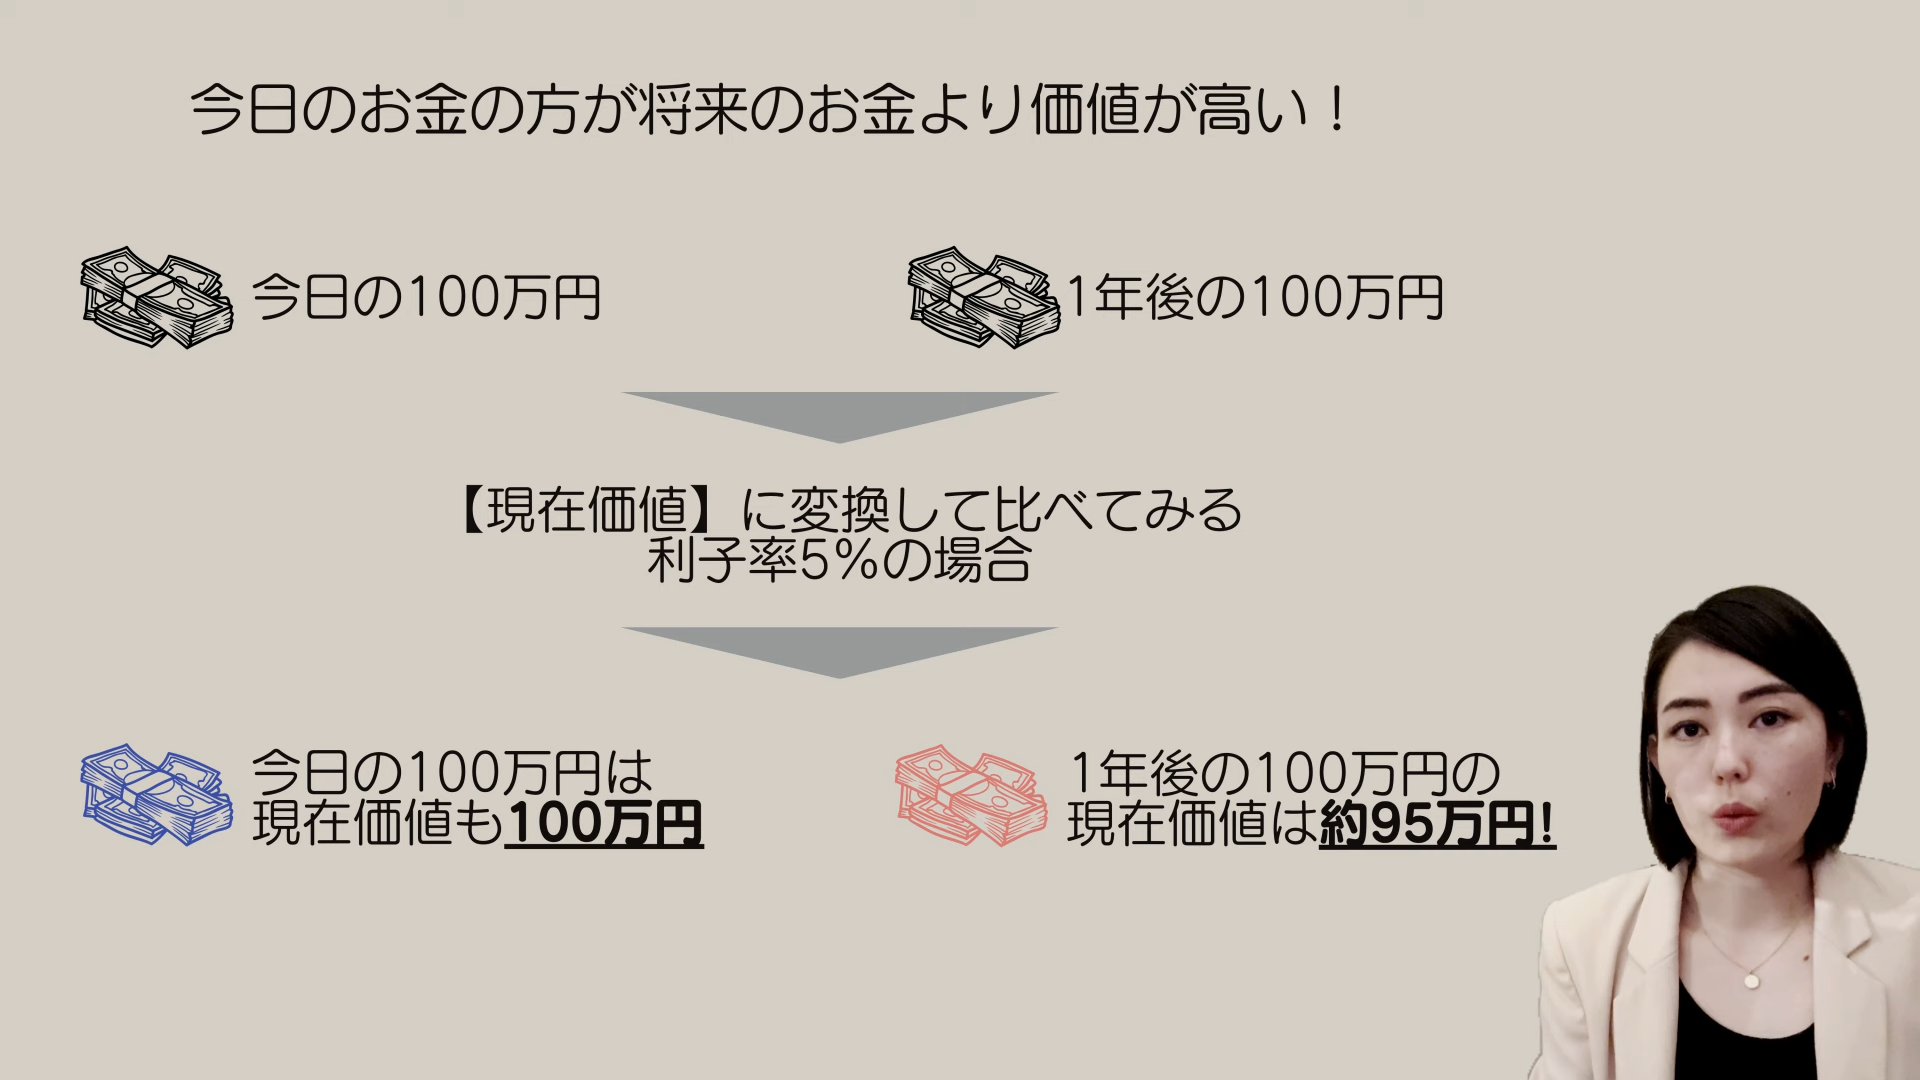 今日のお金の方が将来のお金より価値が高い！
今日の100万円
1年後の100万円
【現在価値】に変換して比べてみる
利子率5%の場合
今日の100万円は
現在価値も100万円
1年後の100万円の
現在価値は約95万円!